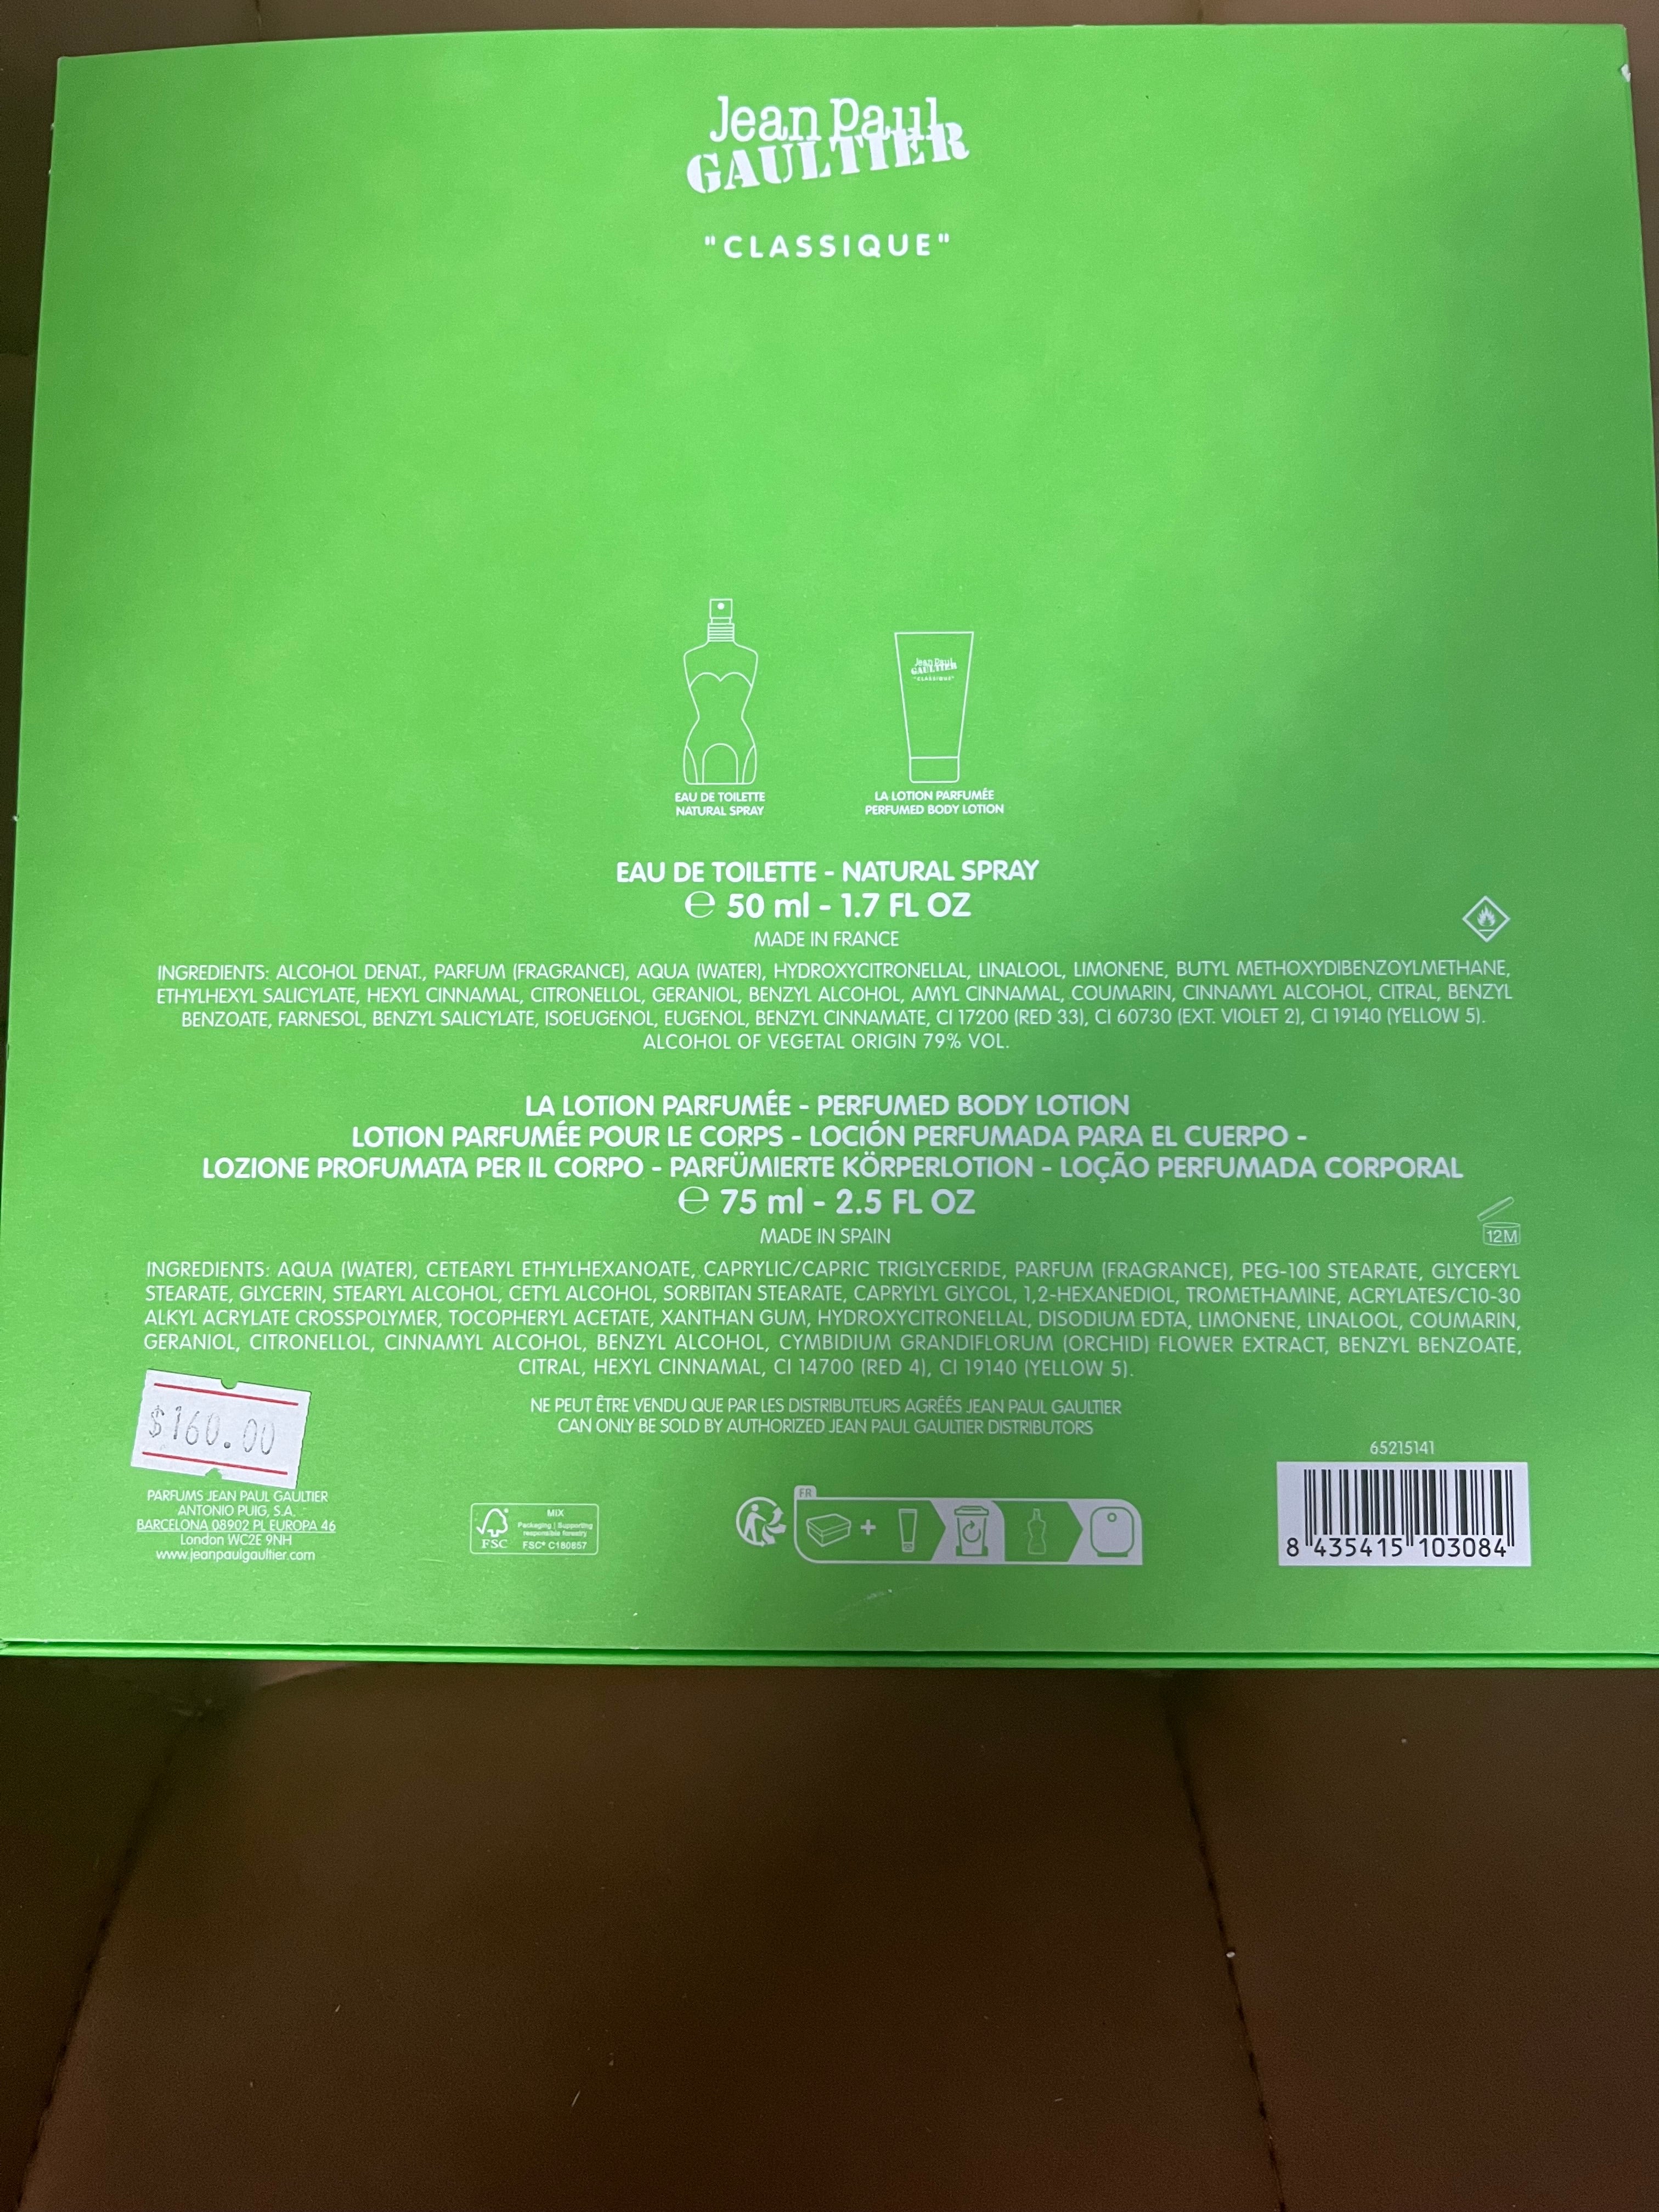 Jean Paul
GAULTIER
"CLASSIQUE"
Jean Paul
GAULTIER
"CLASSIQUE"
EAU DE TOILETTE
NATURAL SPRAY
LA LOTION PARFUMÉE
PERFUMED BODY LOTION
EAU DE TOILETTE - NATURAL SPRAY
℮ 50 ml - 1.7 FL OZ
MADE IN FRANCE
INGREDIENTS: ALCOHOL DENAT., PARFUM (FRAGRANCE), AQUA (WATER), HYDROXYCITRONELLAL, LINALOOL, LIMONENE, BUTYL METHOXYDIBENZOYLMETHANE,
ETHYLHEXYL SALICYLATE, HEXYL CINNAMAL, CITRONELLOL, GERANIOL, BENZYL ALCOHOL, AMYL CINNAMAL, COUMARIN, CINNAMYL ALCOHOL, CITRAL, BENZYL
BENZOATE, FARNESOL, BENZYL SALICYLATE, ISOEUGENOL, EUGENOL, BENZYL CINNAMATE, CI 17200 (RED 33), CI 60730 (EXT. VIOLET 2), CI 19140 (YELLOW 5).
ALCOHOL OF VEGETAL ORIGIN 79% VOL.
LA LOTION PARFUMÉE - PERFUMED BODY LOTION
LOTION PARFUMÉE POUR LE CORPS - LOCIÓN PERFUMADA PARA EL CUERPO -
LOZIONE PROFUMATA PER IL CORPO - PARFÜMIERTE KÖRPERLOTION - LOÇÃO PERFUMADA CORPORAL
℮ 75 ml - 2.5 FL OZ
12M
MADE IN SPAIN
INGREDIENTS: AQUA (WATER), CETEARYL ETHYLHEXANOATE, CAPRYLIC/CAPRIC TRIGLYCERIDE, PARFUM (FRAGRANCE), PEG-100 STEARATE, GLYCERYL
STEARATE, GLYCERIN, STEARYL ALCOHOL, CETYL ALCOHOL, SORBITAN STEARATE, CAPRYLYL GLYCOL, 1,2-HEXANEDIOL, TROMETHAMINE, ACRYLATES/C10-30
ALKYL ACRYLATE CROSSPOLYMER, TOCOPHERYL ACETATE, XANTHAN GUM, HYDROXYCITRONELLAL, DISODIUM EDTA, LIMONENE, LINALOOL, COUMARIN,
GERANIOL, CITRONELLOL, CINNAMYL ALCOHOL, BENZYL ALCOHOL, CYMBIDIUM GRANDIFLORUM (ORCHID) FLOWER EXTRACT, BENZYL BENZOATE,
CITRAL, HEXYL CINNAMAL, CI 14700 (RED 4), CI 19140 (YELLOW 5).
$160.00
NE PEUT ÊTRE VENDU QUE PAR LES DISTRIBUTEURS AGRÉÉS JEAN PAUL GAULTIER
CAN ONLY BE SOLD BY AUTHORIZED JEAN PAUL GAULTIER DISTRIBUTORS
PARFUMS JEAN PAUL GAULTIER
ANTONIO PUIG, S.A.
BARCELONA 08902 PL EUROPA 46
London WC2E 9NH
www.jeanpaulgaultier.com
FSC
MIX
Packaging | Supporting
responsible forestry
FSC® C180857
FR
65215141
8 435415 103084